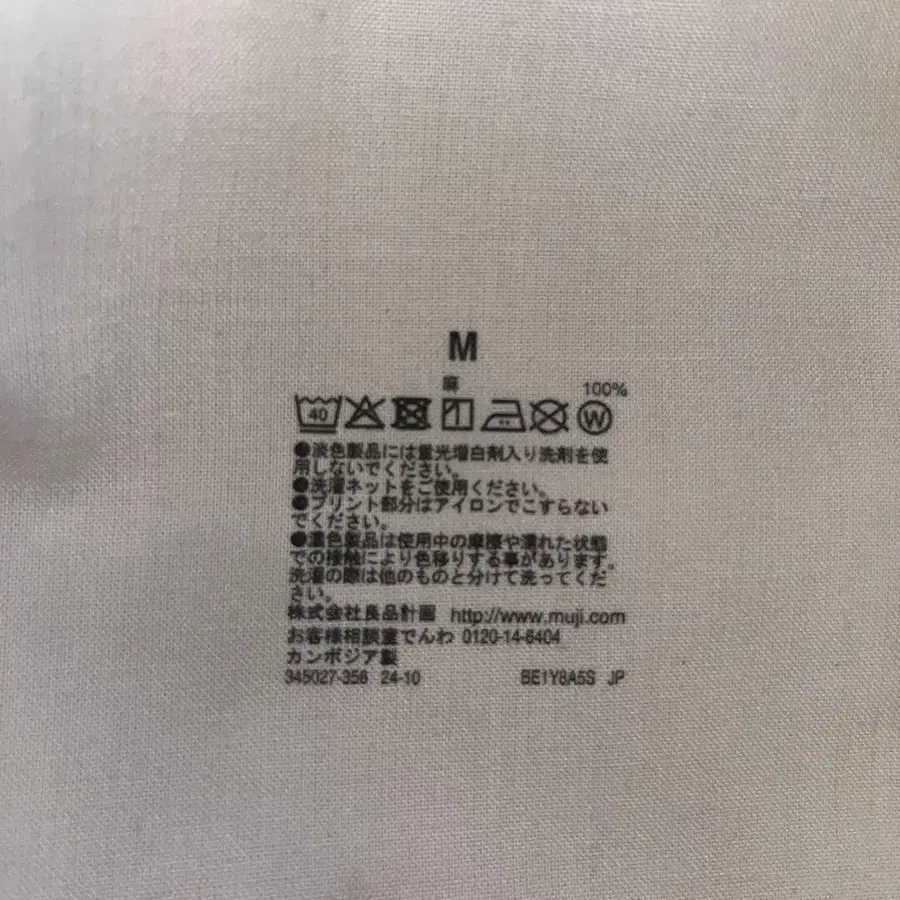 M
麻 100%
40 W
●淡色製品には蛍光増白剤入り洗剤を使
用しないでください。
●洗濯ネットをご使用ください。
●プリント部分はアイロンでこすらない
でください。
●濃色製品は使用中の摩擦や濡れた状態
での接触により色移りする事があります。
洗濯の際は他のものと分けて洗ってくだ
さい。
株式会社良品計画 http://www.muji.com
お客様相談室でんわ 0120-14-6404
カンボジア製
345027-356 24-10 BE1Y8A5S JP